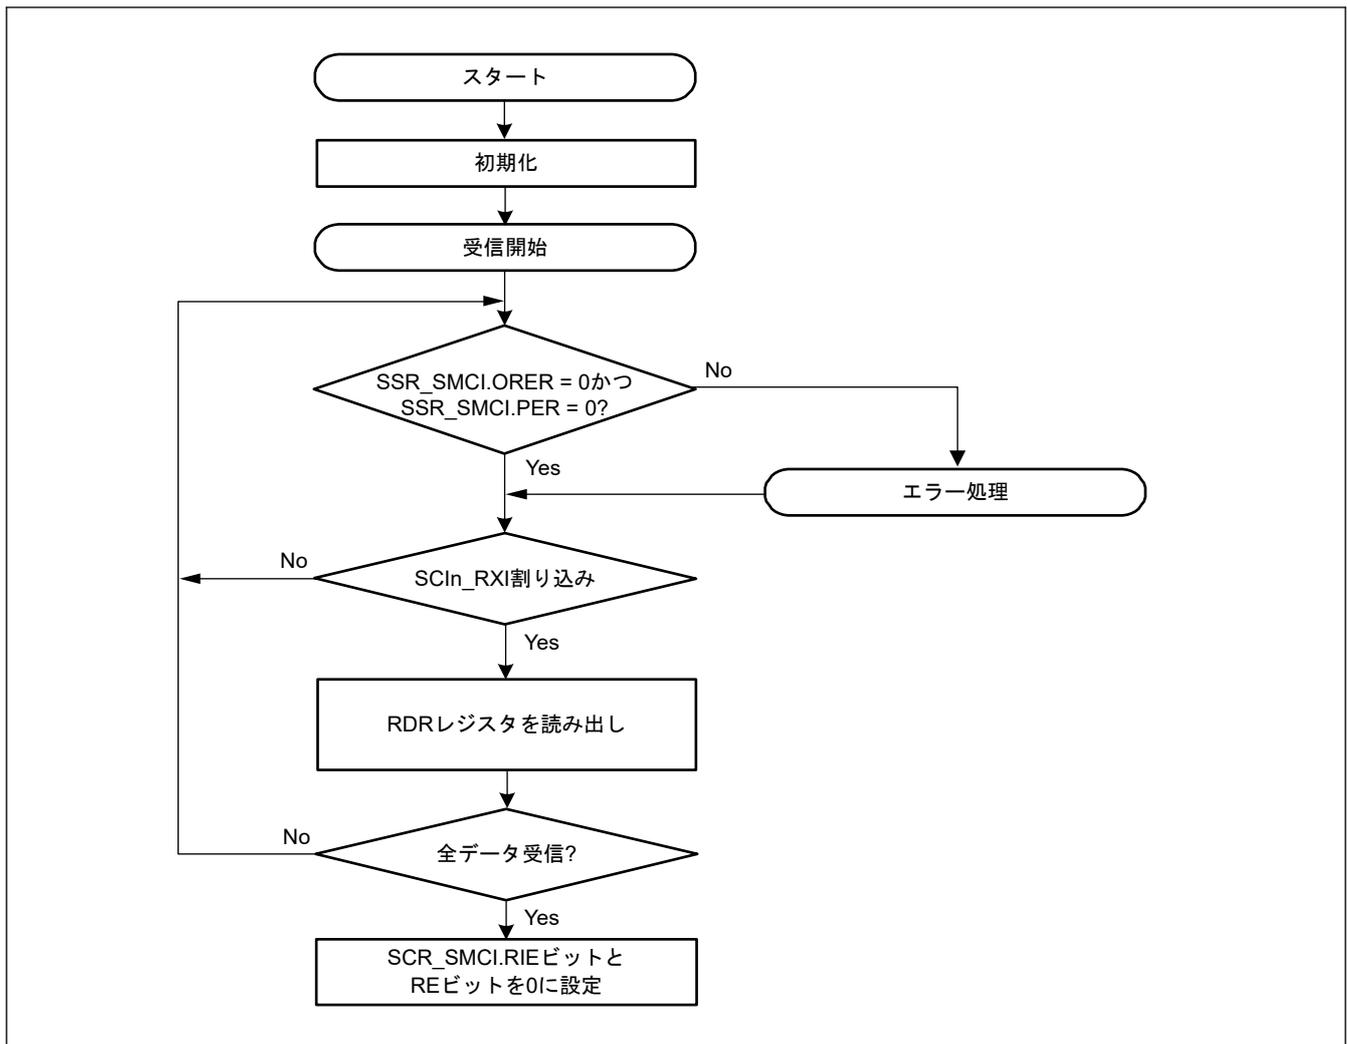 スタート
初期化
受信開始
SSR_SMCI.ORER = 0かつ
SSR_SMCI.PER = 0?
No
Yes
エラー処理
No
SCIn_RXI割り込み
Yes
RDRレジスタを読み出し
No
全データ受信?
Yes
SCR_SMCI.RIEビットと
REビットを0に設定